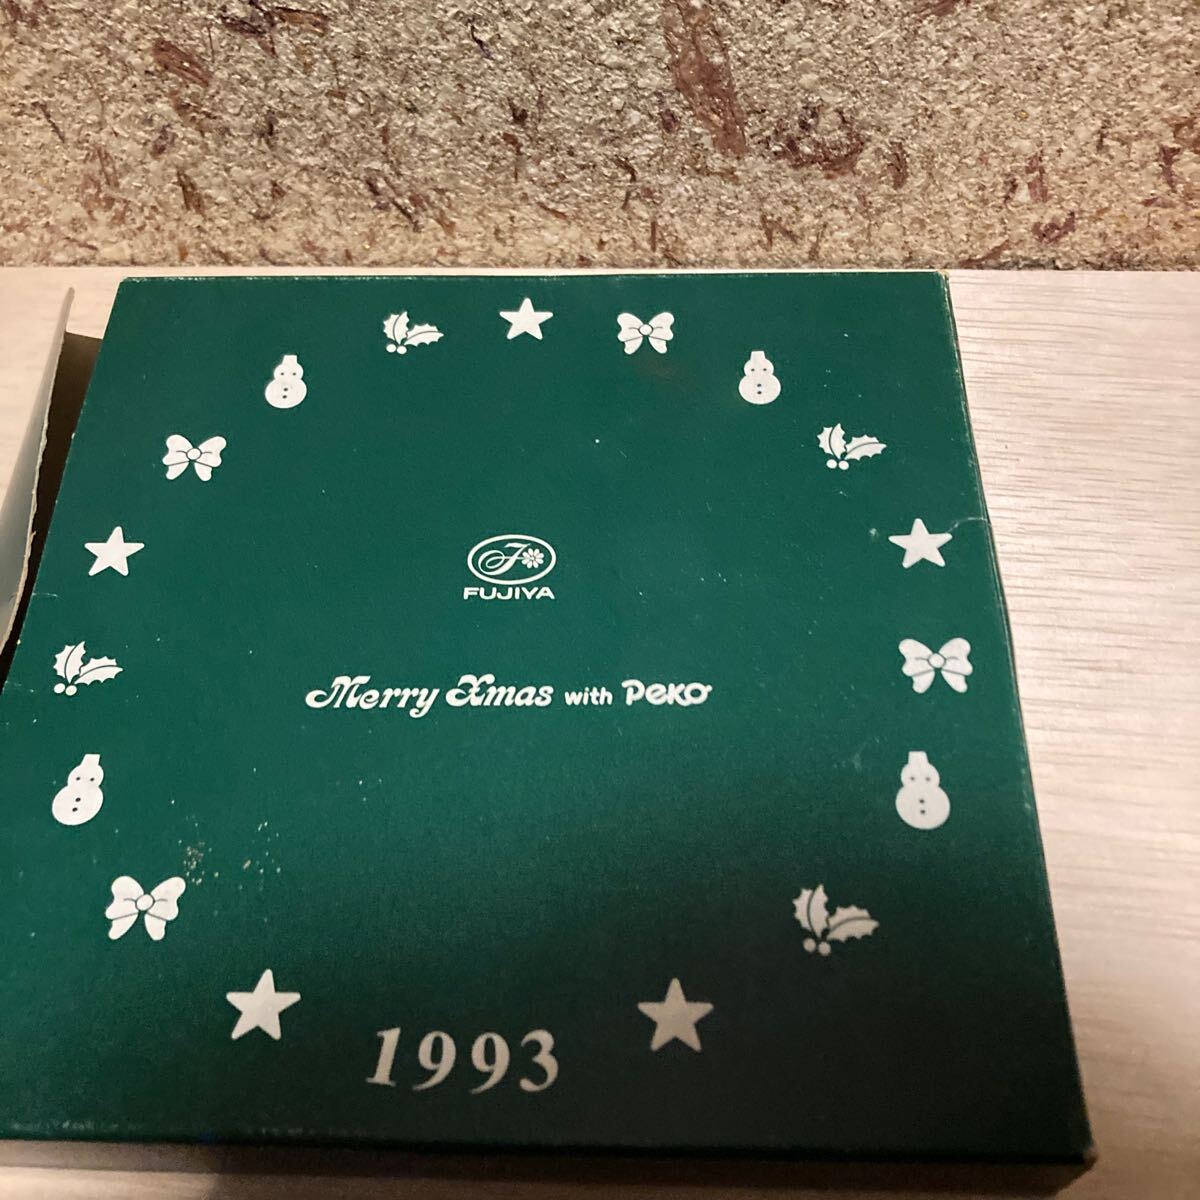 FUJIYA
Merry Xmas with Peko
1993